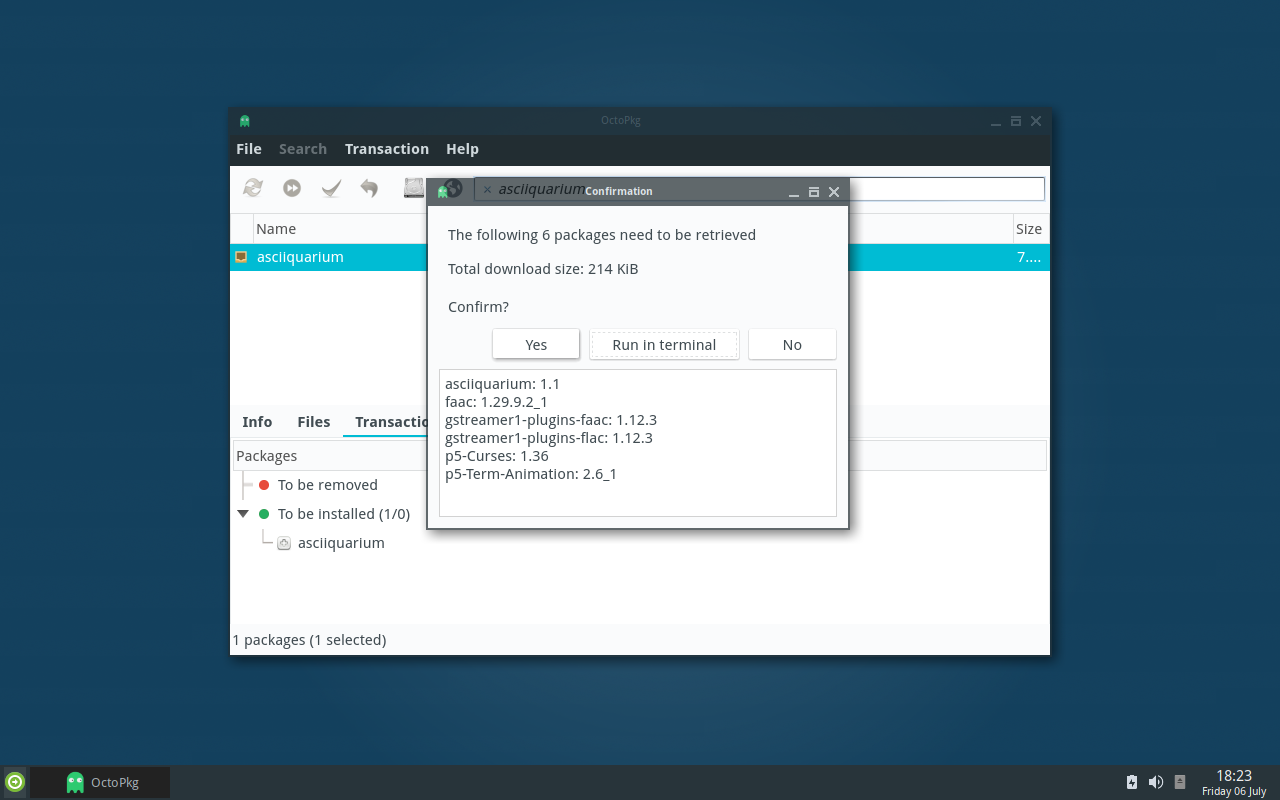 OctoPkg
File Search Transaction Help
asciiquarium
Confirmation
Name
Size
asciiquarium
7....
The following 6 packages need to be retrieved
Total download size: 214 KiB
Confirm?
Yes
Run in terminal
No
asciiquarium: 1.1
faac: 1.29.9.2_1
gstreamer1-plugins-faac: 1.12.3
gstreamer1-plugins-flac: 1.12.3
p5-Curses: 1.36
p5-Term-Animation: 2.6_1
Info Files Transactio
Packages
To be removed
To be installed (1/0)
asciiquarium
1 packages (1 selected)
OctoPkg
18:23
Friday 06 July